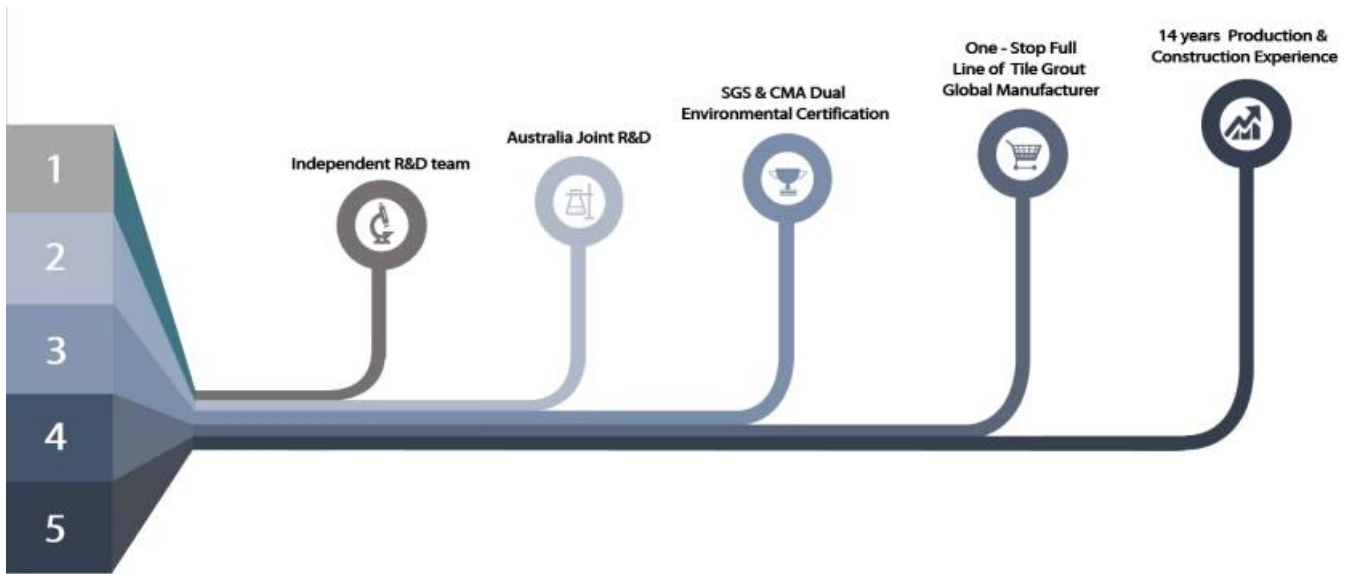 1
2
3
4
5
Independent R&D team
Australia Joint R&D
SGS & CMA Dual
Environmental Certification
One - Stop Full
Line of Tile Grout
Global Manufacturer
14 years Production &
Construction Experience